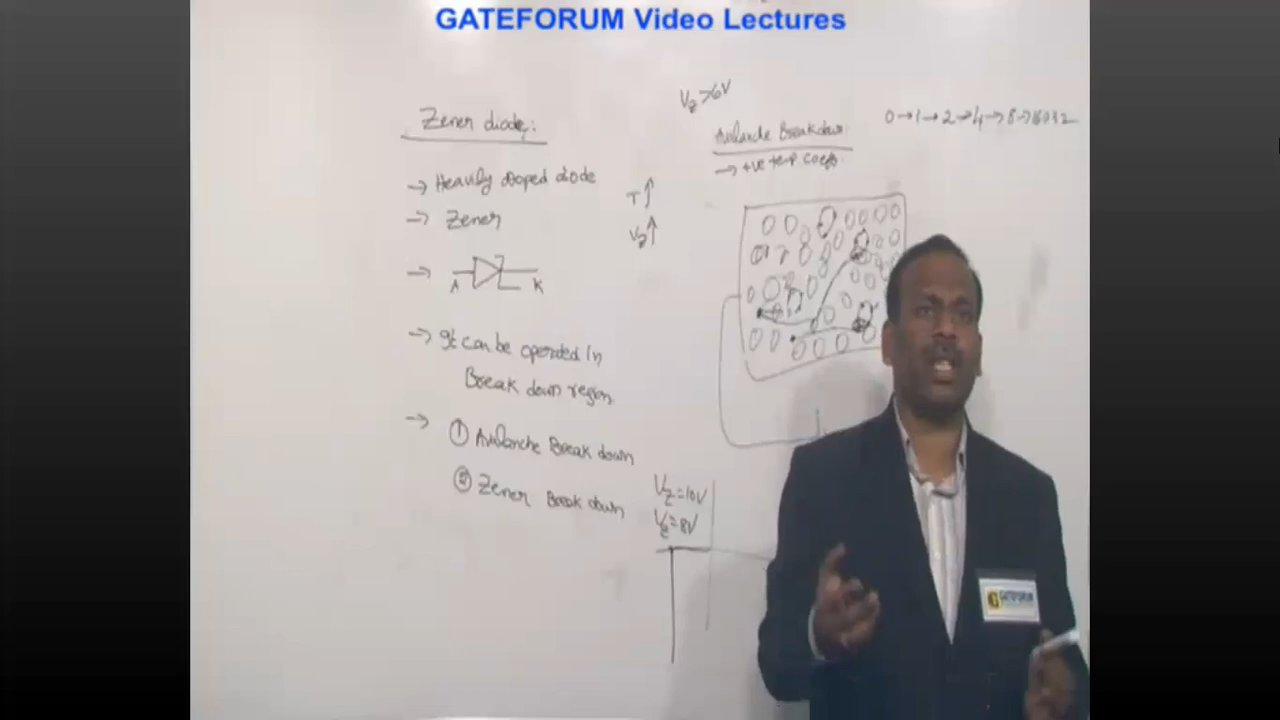 GATEFORUM Video Lectures
Zener diode:
→ Heavily doped diode
→ Zener
→ A K
→ It can be operated in
Break down region
→
① Avalanche Break down
② Zener Break down
T↑
Vz↑
Vz>6V
Avalanche Breakdown
→ +ve temp coeff.
0→1→2→4→8→16→32
Vz=10V
Vz=8V
GATEFORUM